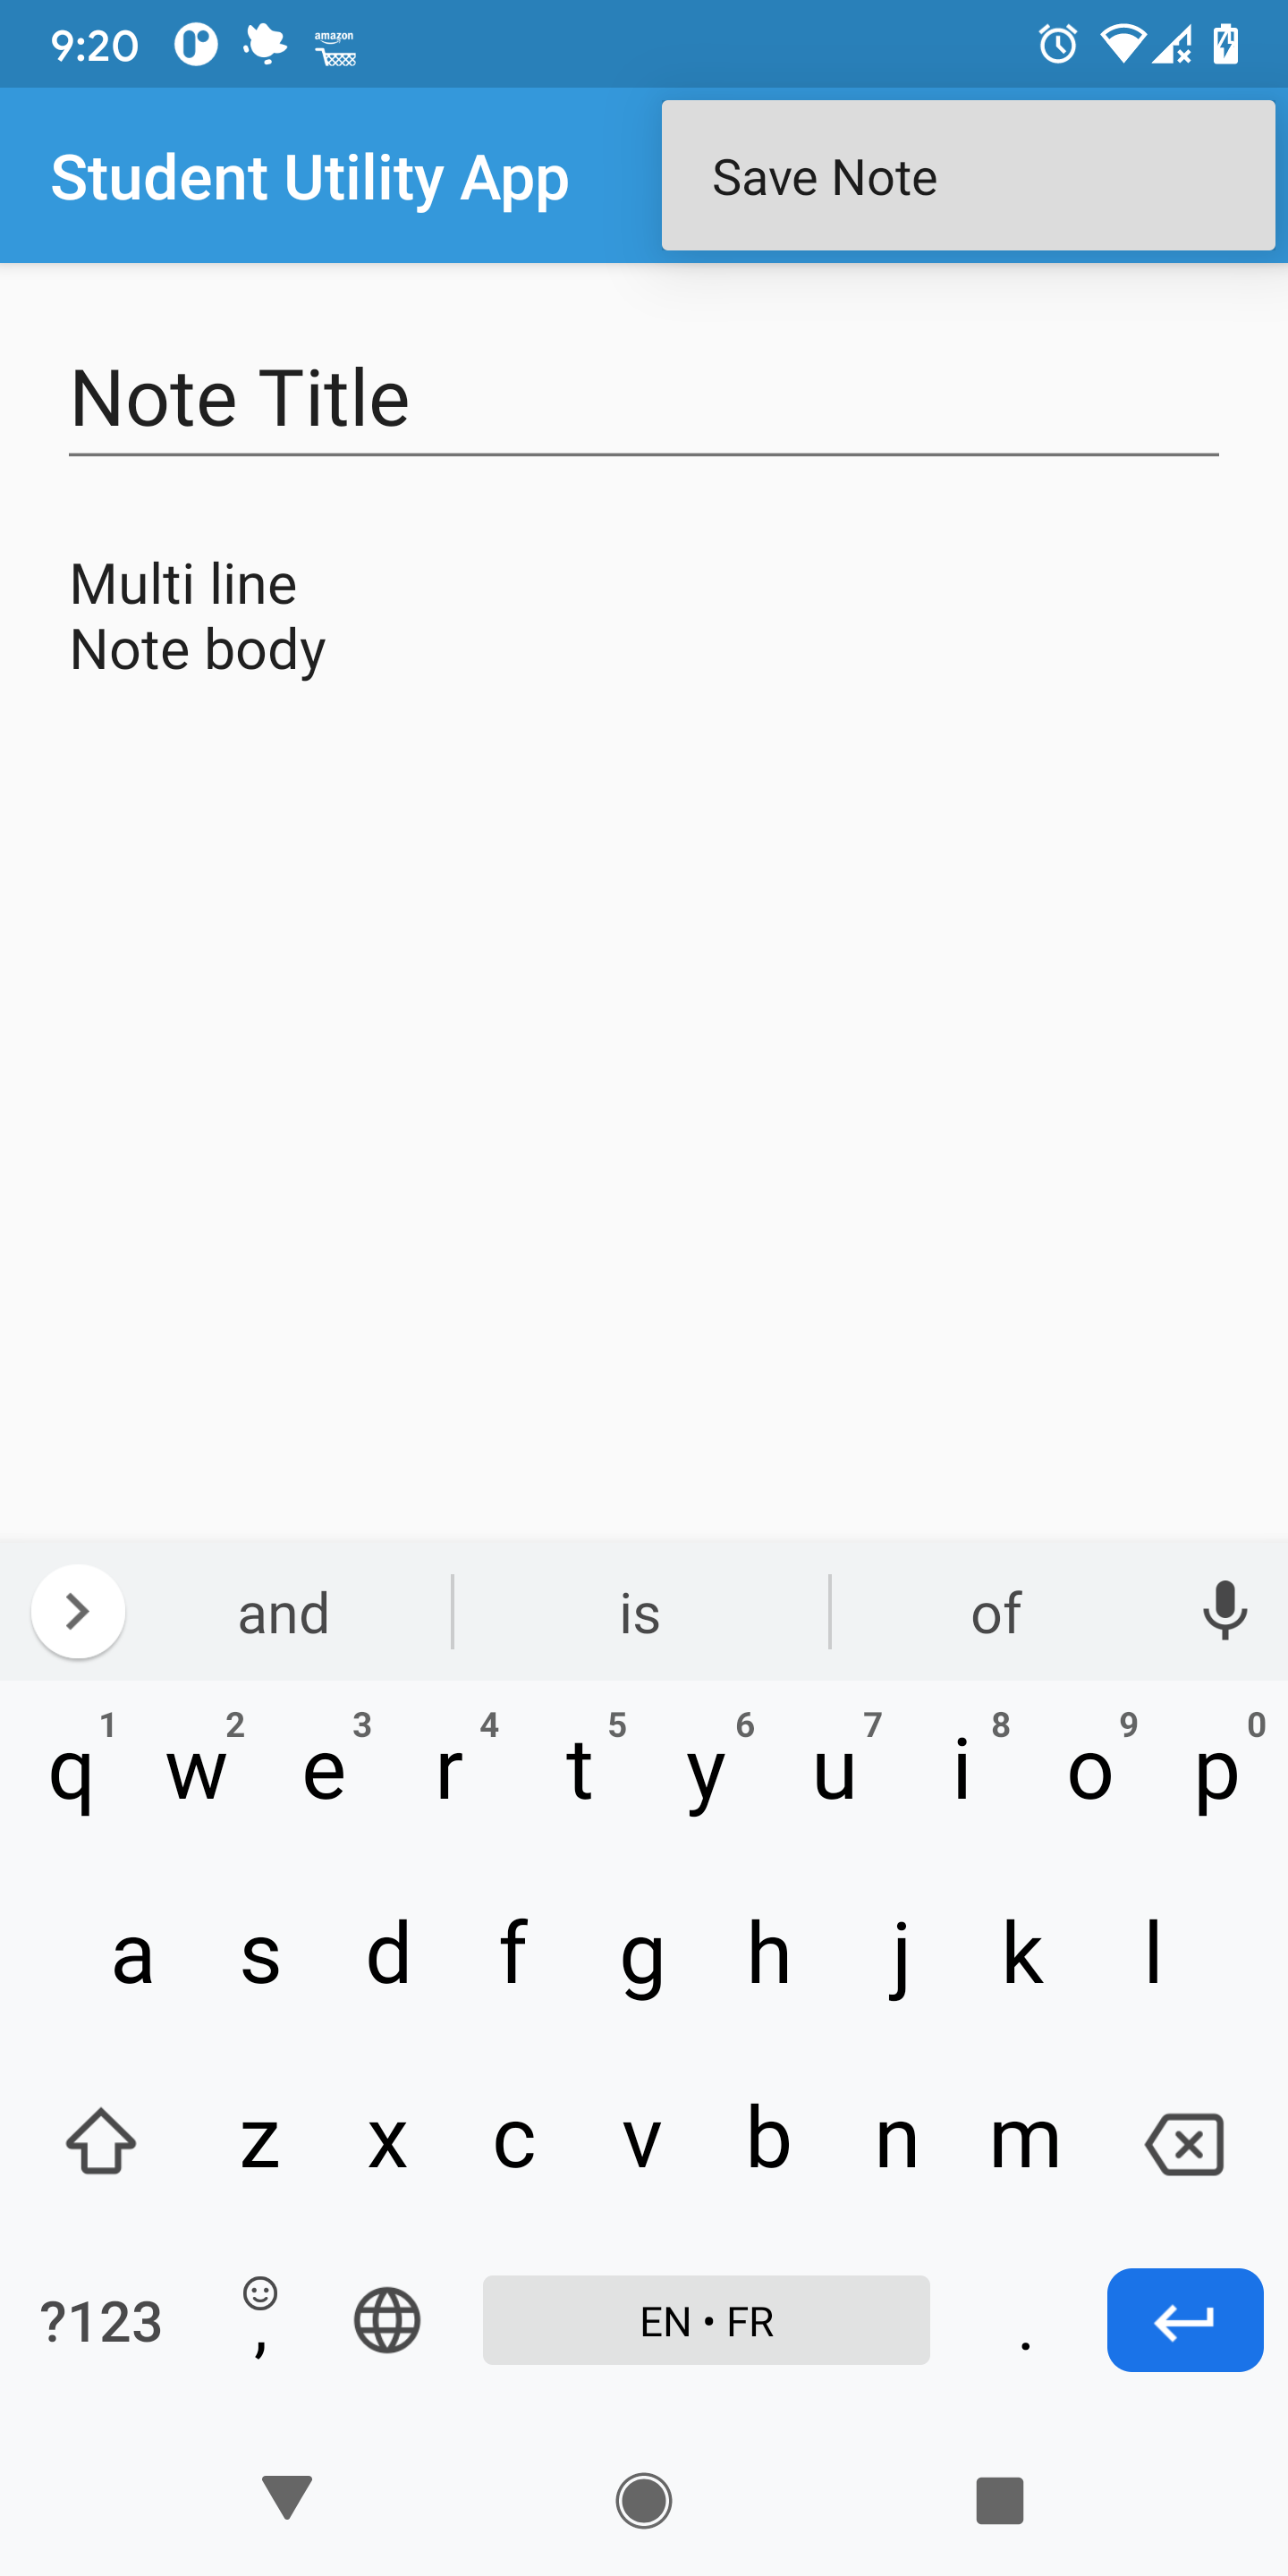 9:20
amazon
Student Utility App
Save Note
Note Title
Multi line
Note body
and is of
1 2 3 4 5 6 7 8 9 0
q w e r t y u i o p
a s d f g h j k l
z x c v b n m
?123 , EN • FR .